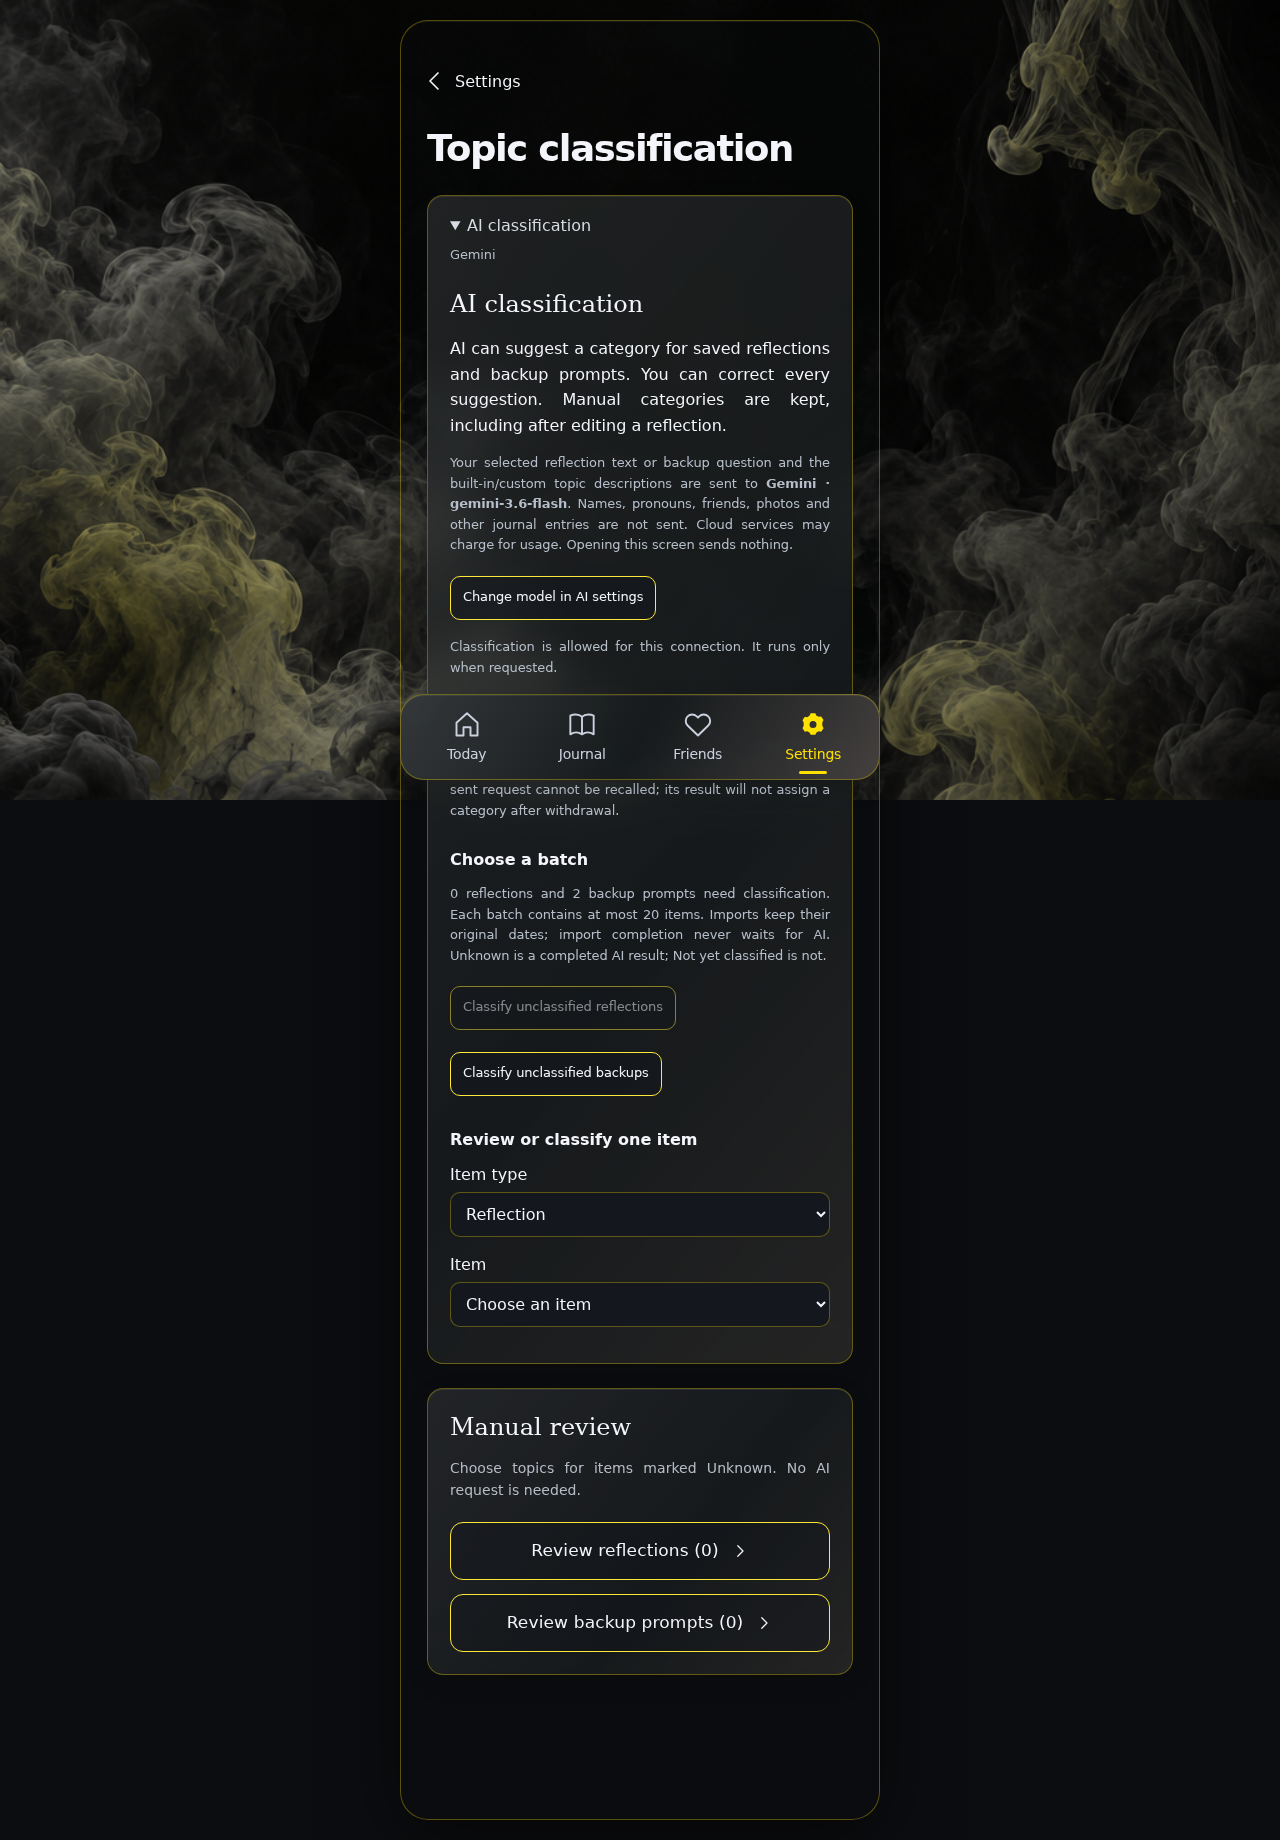 Settings
Topic classification
▼ AI classification
Gemini
AI classification
AI can suggest a category for saved reflections
and backup prompts. You can correct every
suggestion. Manual categories are kept,
including after editing a reflection.
Your selected reflection text or backup question and the
built-in/custom topic descriptions are sent to Gemini ·
gemini-3.6-flash. Names, pronouns, friends, photos and
other journal entries are not sent. Cloud services may
charge for usage. Opening this screen sends nothing.
Change model in AI settings
Classification is allowed for this connection. It runs only
when requested.
Today
Journal
Friends
Settings
sent request cannot be recalled; its result will not assign a
category after withdrawal.
Choose a batch
0 reflections and 2 backup prompts need classification.
Each batch contains at most 20 items. Imports keep their
original dates; import completion never waits for AI.
Unknown is a completed AI result; Not yet classified is not.
Classify unclassified reflections
Classify unclassified backups
Review or classify one item
Item type
Reflection
Item
Choose an item
Manual review
Choose topics for items marked Unknown. No AI
request is needed.
Review reflections (0)
Review backup prompts (0)